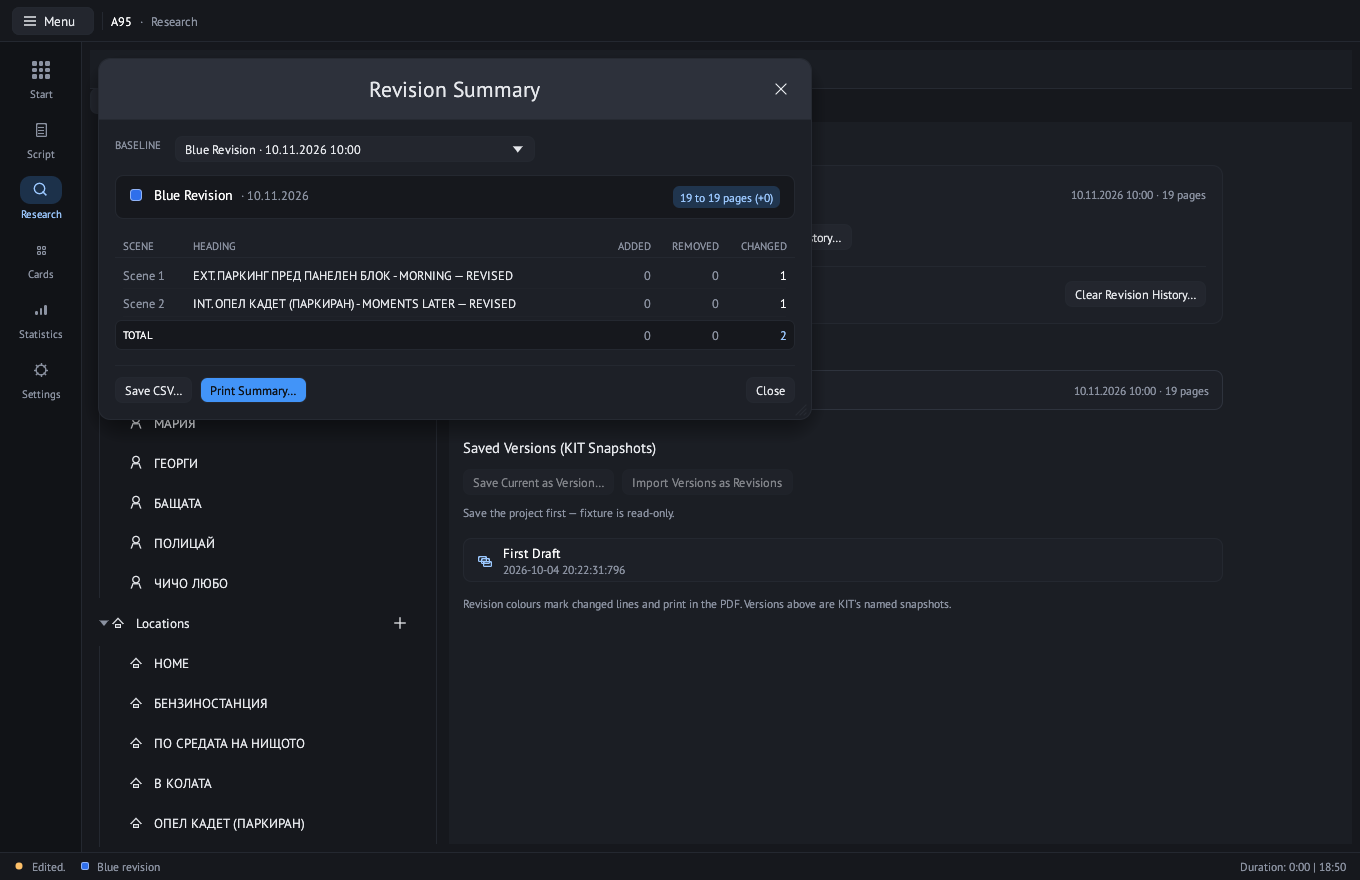 Menu
A95 · Research
Start
Script
Research
Cards
Statistics
Settings
Revision Summary
BASELINE
Blue Revision · 10.11.2026 10:00
Blue Revision · 10.11.2026
19 to 19 pages (+0)
SCENE HEADING ADDED REMOVED CHANGED
Scene 1 EXT. ПАРКИНГ ПРЕД ПАНЕЛЕН БЛОК - MORNING — REVISED 0 0 1
Scene 2 INT. ОПЕЛ КАДЕТ (ПАРКИРАН) - MOMENTS LATER — REVISED 0 0 1
TOTAL 0 0 2
Save CSV...
Print Summary...
Close
10.11.2026 10:00 · 19 pages
tory...
Clear Revision History...
10.11.2026 10:00 · 19 pages
МАРИЯ
ГЕОРГИ
БАЩАТА
ПОЛИЦАЙ
ЧИЧО ЛЮБО
Locations
HOME
БЕНЗИНОСТАНЦИЯ
ПО СРЕДАТА НА НИЩОТО
В КОЛАТА
ОПЕЛ КАДЕТ (ПАРКИРАН)
Saved Versions (KIT Snapshots)
Save Current as Version...
Import Versions as Revisions
Save the project first — fixture is read-only.
First Draft
2026-10-04 20:22:31:796
Revision colours mark changed lines and print in the PDF. Versions above are KIT's named snapshots.
Edited.
Blue revision
Duration: 0:00 | 18:50